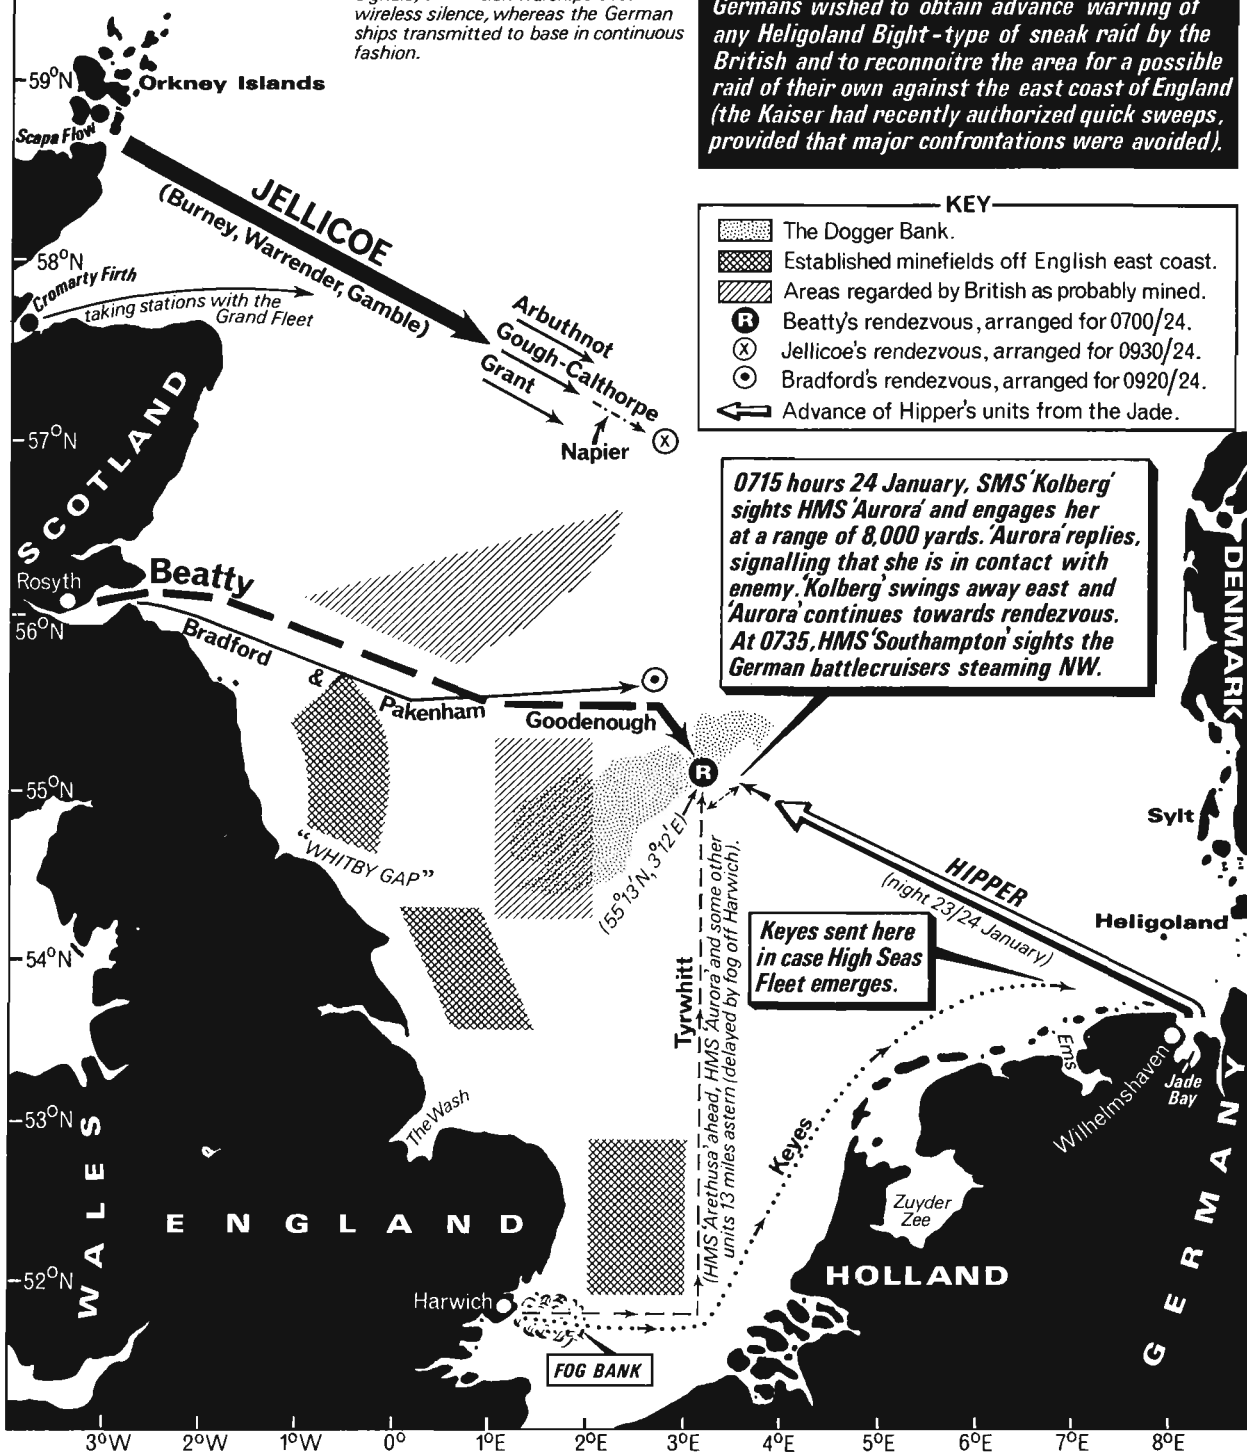 wireless silence, whereas the German
ships transmitted to base in continuous
fashion.
Germans wished to obtain advance warning of
any Heligoland Bight-type of sneak raid by the
British and to reconnoitre the area for a possible
raid of their own against the east coast of England
(the Kaiser had recently authorized quick sweeps,
provided that major confrontations were avoided).
KEY
The Dogger Bank.
Established minefields off English east coast.
Areas regarded by British as probably mined.
R Beatty's rendezvous, arranged for 0700/24.
X Jellicoe's rendezvous, arranged for 0930/24.
Bradford's rendezvous, arranged for 0920/24.
Advance of Hipper's units from the Jade.
59°N
Orkney Islands
Scapa Flow
JELLICOE
(Burney, Warrender, Gamble)
58°N
Cromarty Firth
taking stations with the
Grand Fleet
Arbuthnot
Gough-Calthorpe
Grant
Napier
X
57°N
SCOTLAND
0715 hours 24 January, SMS 'Kolberg'
sights HMS 'Aurora' and engages her
at a range of 8,000 yards. 'Aurora' replies,
signalling that she is in contact with
enemy. 'Kolberg' swings away east and
'Aurora' continues towards rendezvous.
At 0735, HMS 'Southampton' sights the
German battlecruisers steaming NW.
DENMARK
Rosyth
Beatty
56°N
Bradford
&
Pakenham
Goodenough
R
55°N
(55°13'N, 3°12'E)
"WHITBY GAP"
Sylt
HIPPER
(night 23/24 January)
Heligoland
Keyes sent here
in case High Seas
Fleet emerges.
54°N
Tyrwhitt
(HMS 'Arethusa' ahead, HMS 'Aurora' and some other
units 13 miles astern (delayed by fog off Harwich).
Ems
Wilhelmshaven
Jade
Bay
53°N
The Wash
Keyes
WALES
ENGLAND
Zuyder
Zee
HOLLAND
GERMANY
52°N
Harwich
FOG BANK
3°W
2°W
1°W
0°
1°E
2°E
3°E
4°E
5°E
6°E
7°E
8°E